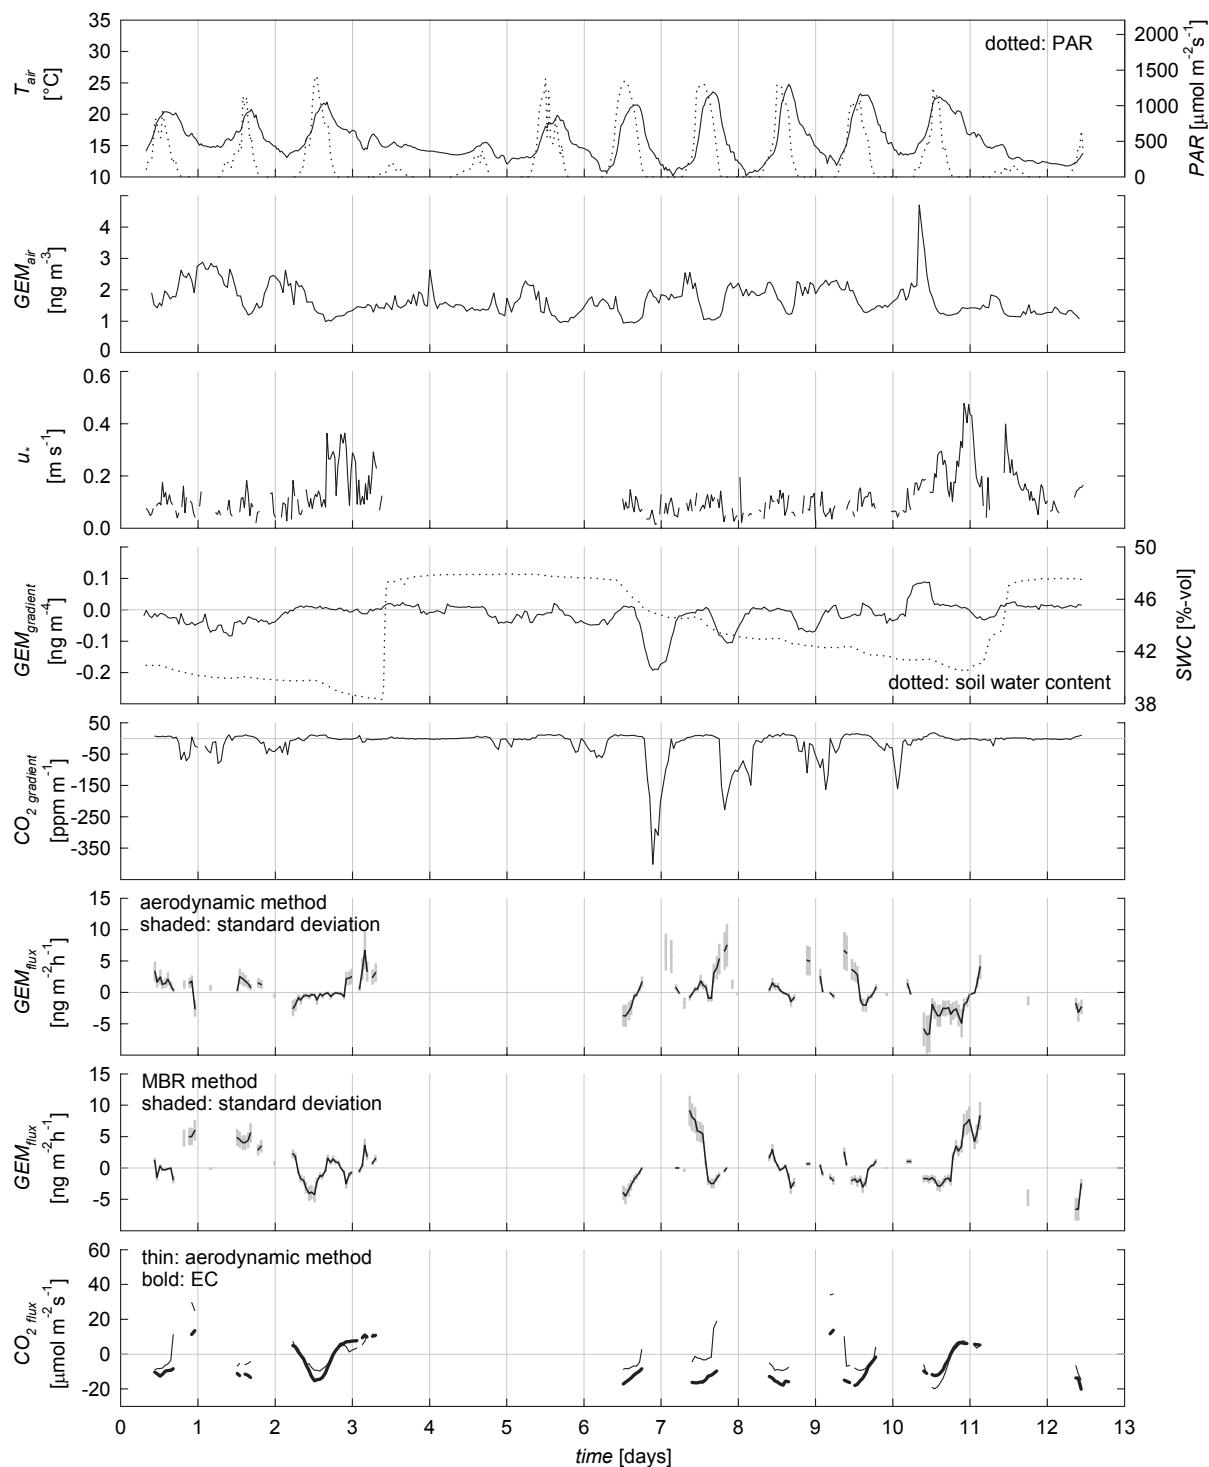 35
30
25
20
15
10
T_air
[°C]
dotted: PAR
2000
1500
1000
500
0
PAR [µmol m⁻²s⁻¹]
4
3
2
1
0
GEM_air
[ng m⁻³]
0.6
0.4
0.2
0.0
u*
[m s⁻¹]
0.1
0.0
-0.1
-0.2
GEM_gradient
[ng m⁻⁴]
50
46
42
38
SWC [%-vol]
dotted: soil water content
50
-50
-150
-250
-350
CO₂ gradient
[ppm m⁻¹]
aerodynamic method
shaded: standard deviation
15
10
5
0
-5
GEM_flux
[ng m⁻²h⁻¹]
MBR method
shaded: standard deviation
15
10
5
0
-5
GEM_flux
[ng m⁻²h⁻¹]
thin: aerodynamic method
bold: EC
60
40
20
0
-20
CO₂ flux
[µmol m⁻²s⁻¹]
0 1 2 3 4 5 6 7 8 9 10 11 12 13
time [days]